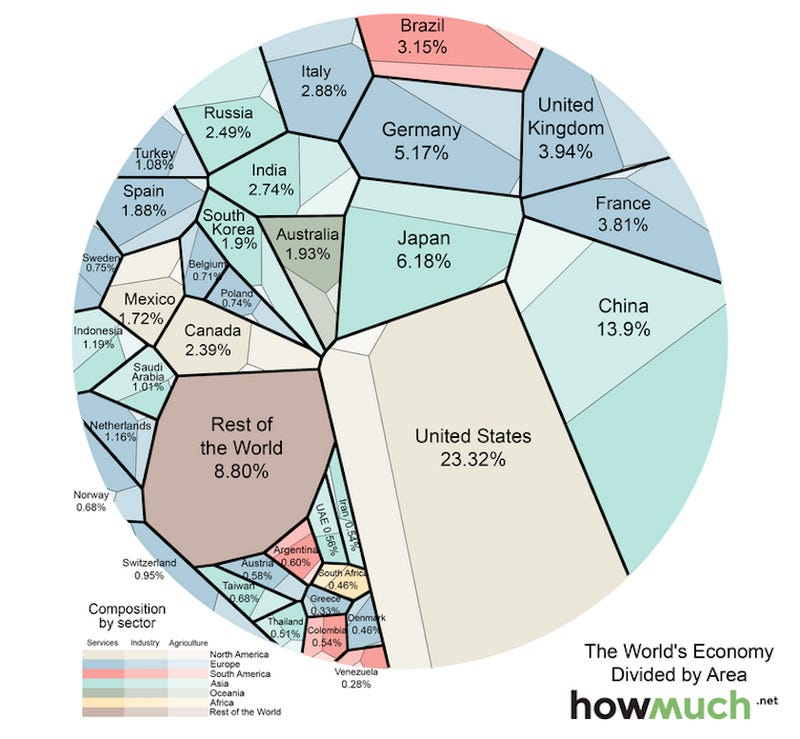 Brazil
3.15%
Italy
2.88%
United
Kingdom
3.94%
Germany
5.17%
Russia
2.49%
Turkey
1.08%
India
2.74%
Spain
1.88%
France
3.81%
South
Korea
1.9%
Australia
1.93%
Japan
6.18%
Sweden
0.75%
Belgium
0.71%
Poland
0.74%
Mexico
1.72%
China
13.9%
Indonesia
1.19%
Canada
2.39%
Saudi
Arabia
1.01%
Netherlands
1.16%
Rest of
the World
8.80%
United States
23.32%
Norway
0.68%
UAE 0.56%
Iran 0.54%
Switzerland
0.95%
Argentina
0.60%
Austria
0.58%
South Africa
0.46%
Taiwan
0.68%
Greece
0.33%
Denmark
0.46%
Thailand
0.51%
Colombia
0.54%
Venezuela
0.28%
Composition
by sector
Services Industry Agriculture
North America
Europe
South America
Asia
Oceania
Africa
Rest of the World
The World's Economy
Divided by Area
howmuch.net